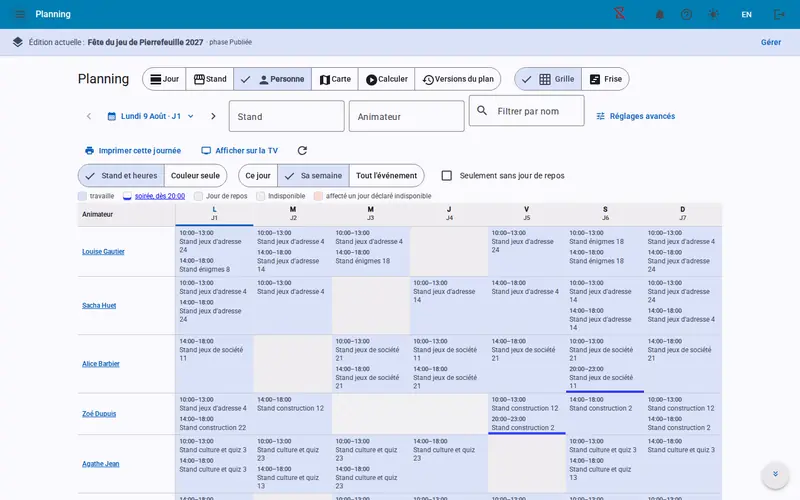 Planning
EN
Édition actuelle : Fête du jeu de Pierrefeuille 2027 · phase Publiée
Gérer
Planning
Jour
Stand
Personne
Carte
Calculer
Versions du plan
Grille
Frise
Lundi 9 Août · J1
Stand
Animateur
Filtrer par nom
Réglages avancés
Imprimer cette journée
Afficher sur la TV
Stand et heures
Couleur seule
Ce jour
Sa semaine
Tout l'événement
Seulement sans jour de repos
travaille
soirée, dès 20:00
Jour de repos
Indisponible
affecté un jour déclaré indisponible
Animateur
L
J1
M
J2
M
J3
J
J4
V
J5
S
J6
D
J7
Louise Gautier
10:00–13:00
Stand jeux d'adresse
24
14:00–18:00
Stand énigmes 8
10:00–13:00
Stand jeux d'adresse 4
14:00–18:00
Stand jeux d'adresse
14
10:00–13:00
Stand jeux d'adresse 4
14:00–18:00
Stand énigmes 18
10:00–13:00
Stand jeux d'adresse
24
10:00–13:00
Stand énigmes 18
14:00–18:00
Stand énigmes 18
10:00–13:00
Stand jeux d'adresse 4
14:00–18:00
Stand jeux d'adresse
24
Sacha Huet
10:00–13:00
Stand jeux d'adresse 4
14:00–18:00
Stand jeux d'adresse
24
10:00–13:00
Stand jeux d'adresse 4
10:00–13:00
Stand jeux d'adresse
14
14:00–18:00
Stand jeux d'adresse 4
10:00–13:00
Stand jeux d'adresse
14
14:00–18:00
Stand jeux d'adresse
14
10:00–13:00
Stand jeux d'adresse
24
14:00–18:00
Stand jeux d'adresse 4
Alice Barbier
14:00–18:00
Stand jeux de société
11
10:00–13:00
Stand jeux de société
21
14:00–18:00
Stand jeux de société
21
10:00–13:00
Stand jeux de société
11
14:00–18:00
Stand jeux de société
21
14:00–18:00
Stand jeux de société
21
10:00–13:00
Stand jeux de société
21
20:00–23:00
Stand jeux de société
11
14:00–18:00
Stand jeux de société
21
Zoé Dupuis
10:00–13:00
Stand jeux d'adresse 4
14:00–18:00
Stand construction 22
14:00–18:00
Stand construction 12
10:00–13:00
Stand construction 12
20:00–23:00
Stand construction 2
14:00–18:00
Stand construction 2
10:00–13:00
Stand construction 12
14:00–18:00
Stand construction 2
Agathe Jean
10:00–13:00
Stand culture et quiz 3
14:00–18:00
Stand culture et quiz 3
10:00–13:00
Stand culture et quiz
23
14:00–18:00
Stand culture et quiz
13
10:00–13:00
Stand culture et quiz
23
14:00–18:00
Stand culture et quiz
23
14:00–18:00
Stand culture et quiz
23
10:00–13:00
Stand culture et quiz 3
14:00–18:00
Stand culture et quiz
13
14:00–18:00
Stand culture et quiz 3